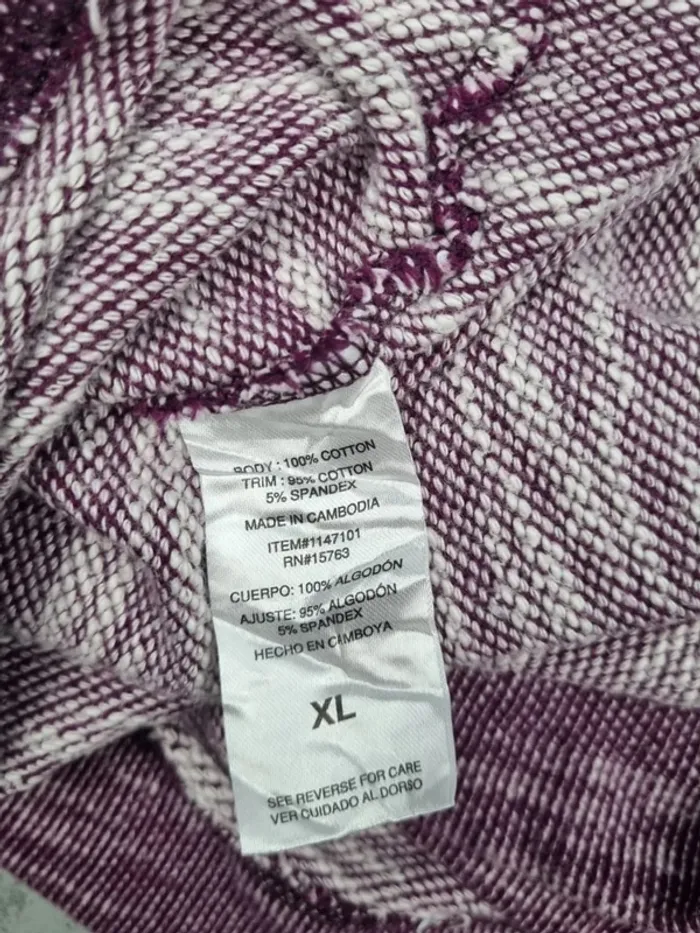 BODY : 100% COTTON
TRIM : 95% COTTON
5% SPANDEX
MADE IN CAMBODIA
ITEM#1147101
RN#15763
CUERPO: 100% ALGODÓN
AJUSTE: 95% ALGODÓN
5% SPANDEX
HECHO EN CAMBOYA
XL
SEE REVERSE FOR CARE
VER CUIDADO AL DORSO